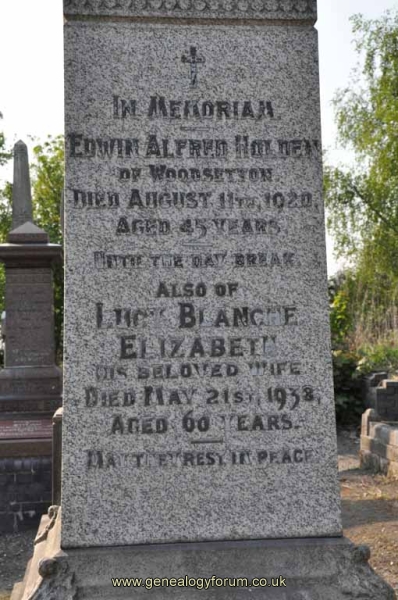 In Memoriam.
Edwin Alfred Holden
of Woodsetton.
Died August 11th, 1920,
Aged 45 years.
Until the day break.
Also of
Lucy Blanche
Elizabeth
his beloved wife
Died May 21st, 1938,
Aged 60 years.
May they rest in peace
www.genealogyforum.co.uk